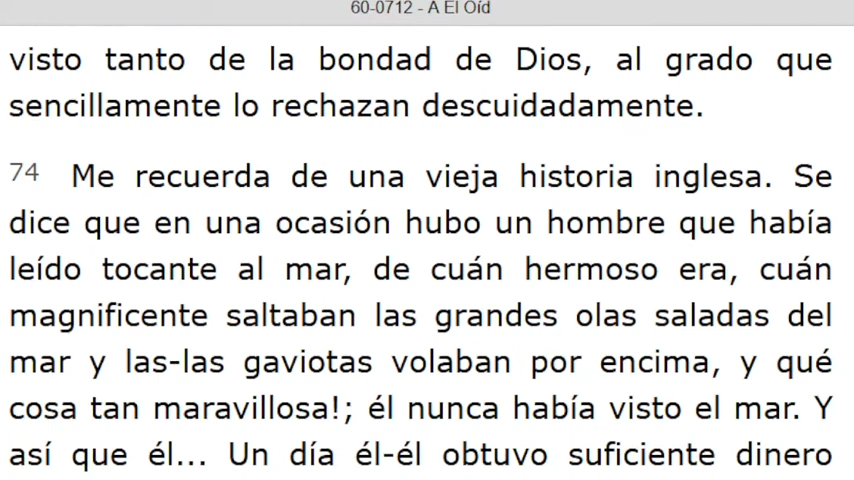 60-0712 - A El Oíd
visto tanto de la bondad de Dios, al grado que
sencillamente lo rechazan descuidadamente.
74 Me recuerda de una vieja historia inglesa. Se
dice que en una ocasión hubo un hombre que había
leído tocante al mar, de cuán hermoso era, cuán
magnificente saltaban las grandes olas saladas del
mar y las-las gaviotas volaban por encima, y qué
cosa tan maravillosa!; él nunca había visto el mar. Y
así que él... Un día él-él obtuvo suficiente dinero